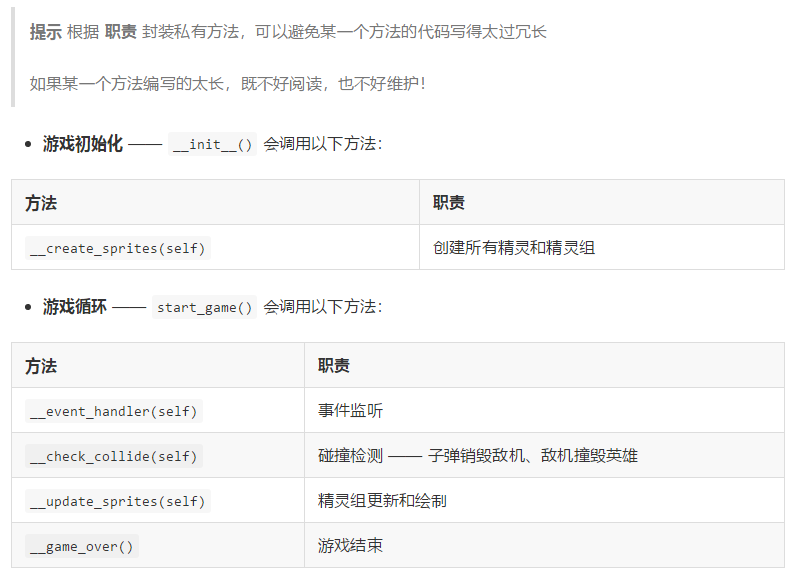 提示 根据 职责 封装私有方法，可以避免某一个方法的代码写得太过冗长
如果某一个方法编写的太长，既不好阅读，也不好维护！
游戏初始化 —— __init__() 会调用以下方法：
方法 职责
__create_sprites(self) 创建所有精灵和精灵组
游戏循环 —— start_game() 会调用以下方法：
方法 职责
__event_handler(self) 事件监听
__check_collide(self) 碰撞检测 —— 子弹销毁敌机、敌机撞毁英雄
__update_sprites(self) 精灵组更新和绘制
__game_over() 游戏结束